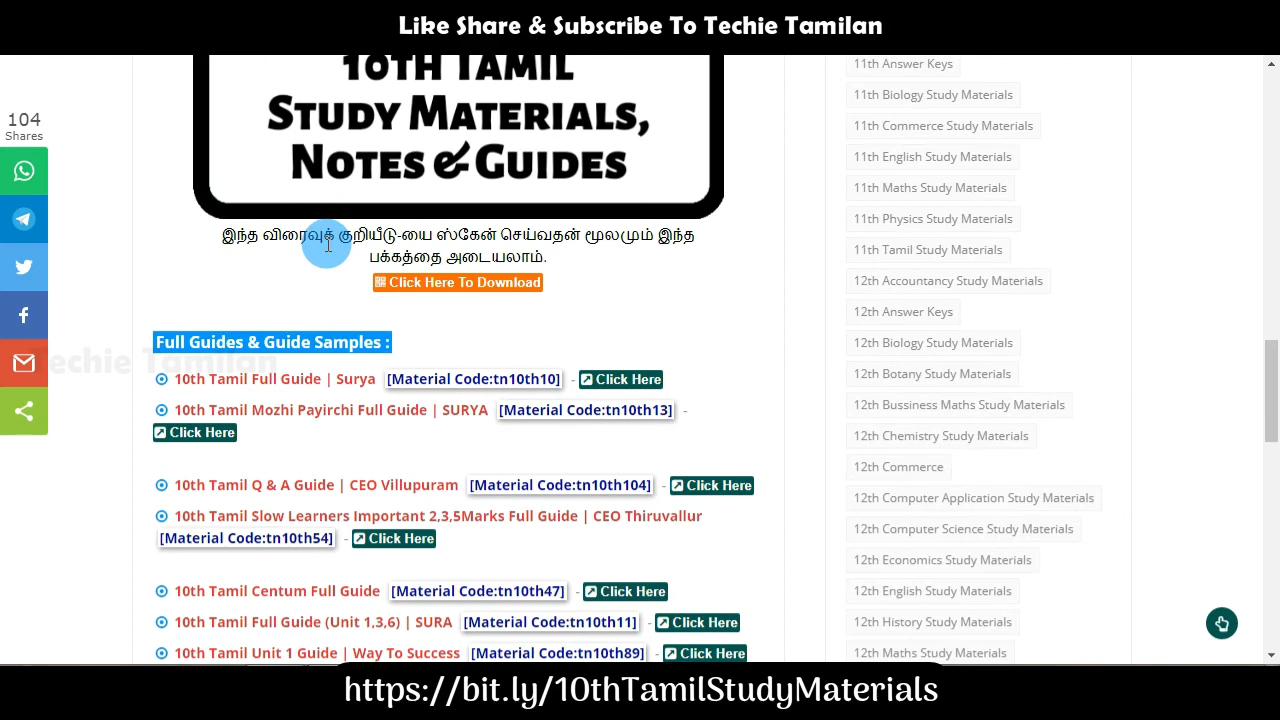 Like Share & Subscribe To Techie Tamilan
10TH TAMIL
STUDY MATERIALS,
NOTES & GUIDES
இந்த விரைவுக் குறியீடு-யை ஸ்கேன் செய்வதன் மூலமும் இந்த
பக்கத்தை அடையலாம்.
Click Here To Download
104
Shares
Full Guides & Guide Samples :
Techie Tamilan
10th Tamil Full Guide | Surya [Material Code:tn10th10] - Click Here
10th Tamil Mozhi Payirchi Full Guide | SURYA [Material Code:tn10th13] -
Click Here
10th Tamil Q & A Guide | CEO Villupuram [Material Code:tn10th104] - Click Here
10th Tamil Slow Learners Important 2,3,5Marks Full Guide | CEO Thiruvallur
[Material Code:tn10th54] - Click Here
10th Tamil Centum Full Guide [Material Code:tn10th47] - Click Here
10th Tamil Full Guide (Unit 1,3,6) | SURA [Material Code:tn10th11] - Click Here
10th Tamil Unit 1 Guide | Way To Success [Material Code:tn10th89] - Click Here
11th Answer Keys
11th Biology Study Materials
11th Commerce Study Materials
11th English Study Materials
11th Maths Study Materials
11th Physics Study Materials
11th Tamil Study Materials
12th Accountancy Study Materials
12th Answer Keys
12th Biology Study Materials
12th Botany Study Materials
12th Bussiness Maths Study Materials
12th Chemistry Study Materials
12th Commerce
12th Computer Application Study Materials
12th Computer Science Study Materials
12th Economics Study Materials
12th English Study Materials
12th History Study Materials
12th Maths Study Materials
https://bit.ly/10thTamilStudyMaterials